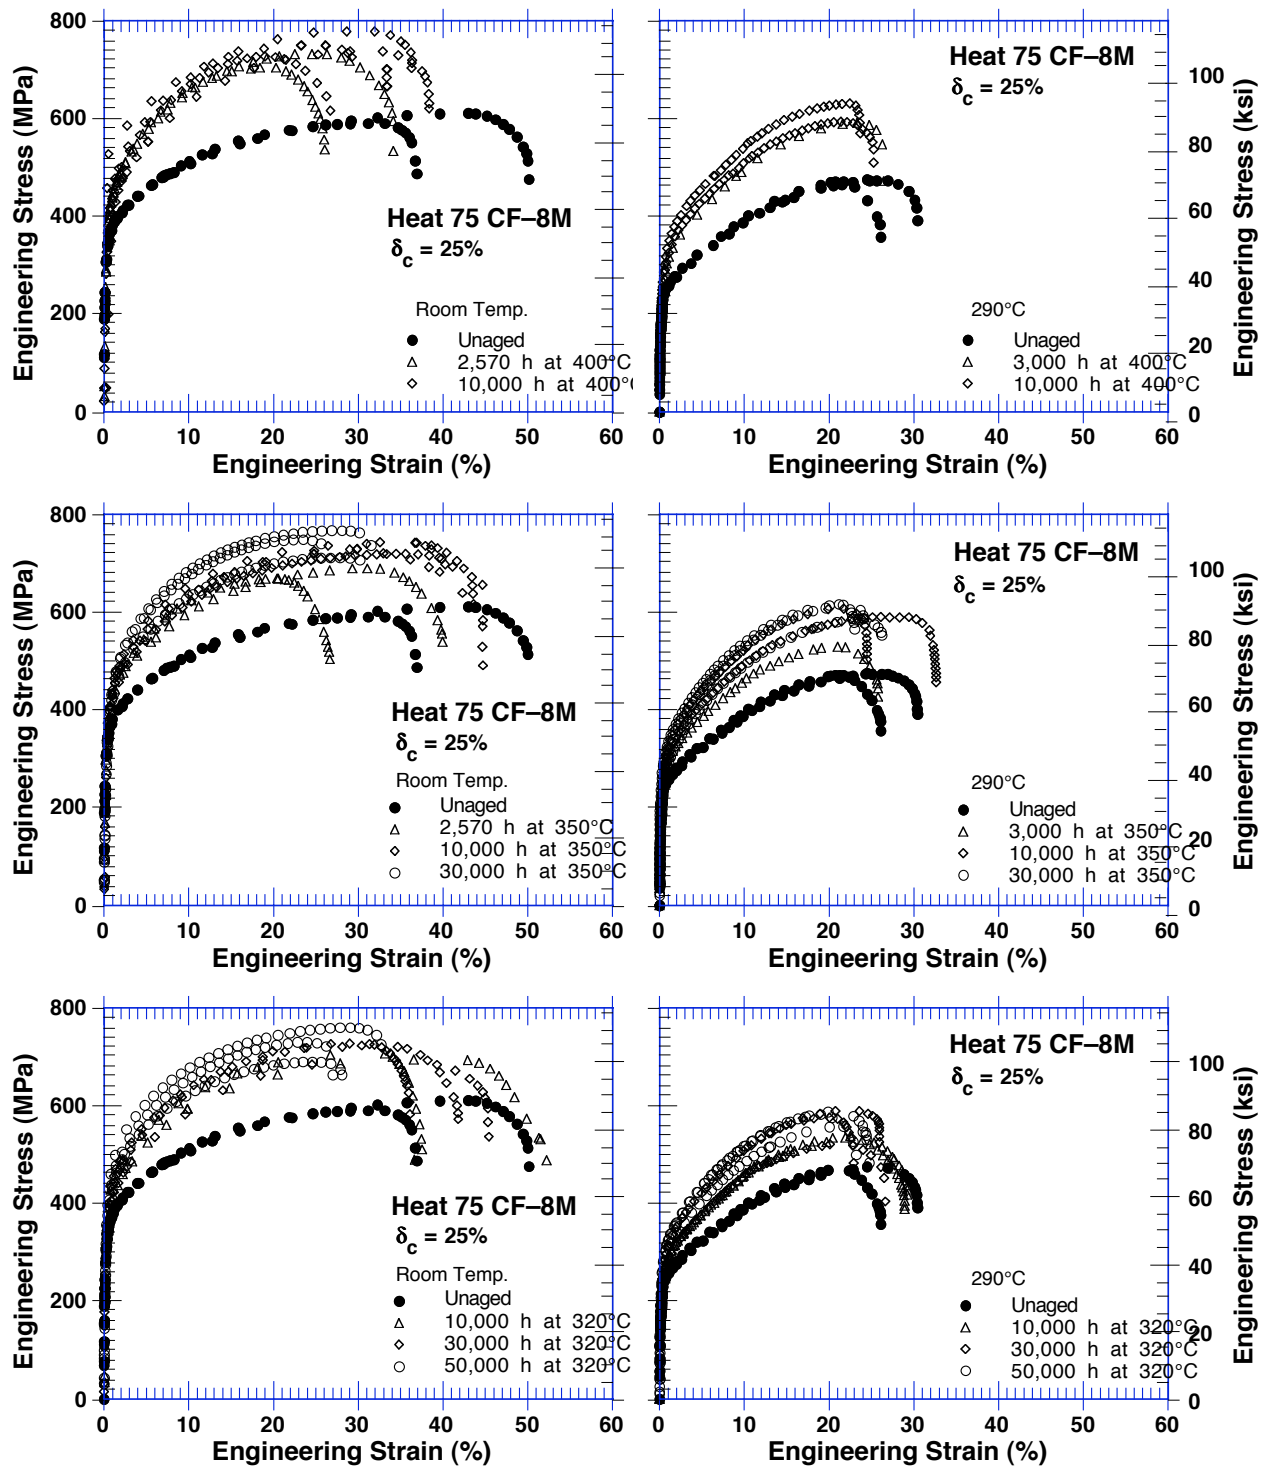 800
600
400
200
0
Engineering Stress (MPa)
Heat 75 CF–8M
δc = 25%
Room Temp.
Unaged
2,570 h at 400°C
10,000 h at 400°(
0 10 20 30 40 50 60
Engineering Strain (%)
Heat 75 CF–8M
δc = 25%
290°C
Unaged
3,000 h at 400°C
10,000 h at 400°C
100
80
60
40
20
0
Engineering Stress (ksi)
0 10 20 30 40 50 60
Engineering Strain (%)
800
600
400
200
0
Engineering Stress (MPa)
Heat 75 CF–8M
δc = 25%
Room Temp.
Unaged
2,570 h at 350°C
10,000 h at 350°C
30,000 h at 350°C
0 10 20 30 40 50 60
Engineering Strain (%)
Heat 75 CF–8M
δc = 25%
290°C
Unaged
3,000 h at 350°C
10,000 h at 350°C
30,000 h at 350°C
100
80
60
40
20
0
Engineering Stress (ksi)
0 10 20 30 40 50 60
Engineering Strain (%)
800
600
400
200
0
Engineering Stress (MPa)
Heat 75 CF–8M
δc = 25%
Room Temp.
Unaged
10,000 h at 320°C
30,000 h at 320°C
50,000 h at 320°C
0 10 20 30 40 50 60
Engineering Strain (%)
Heat 75 CF–8M
δc = 25%
290°C
Unaged
10,000 h at 320°C
30,000 h at 320°C
50,000 h at 320°C
100
80
60
40
20
0
Engineering Stress (ksi)
0 10 20 30 40 50 60
Engineering Strain (%)